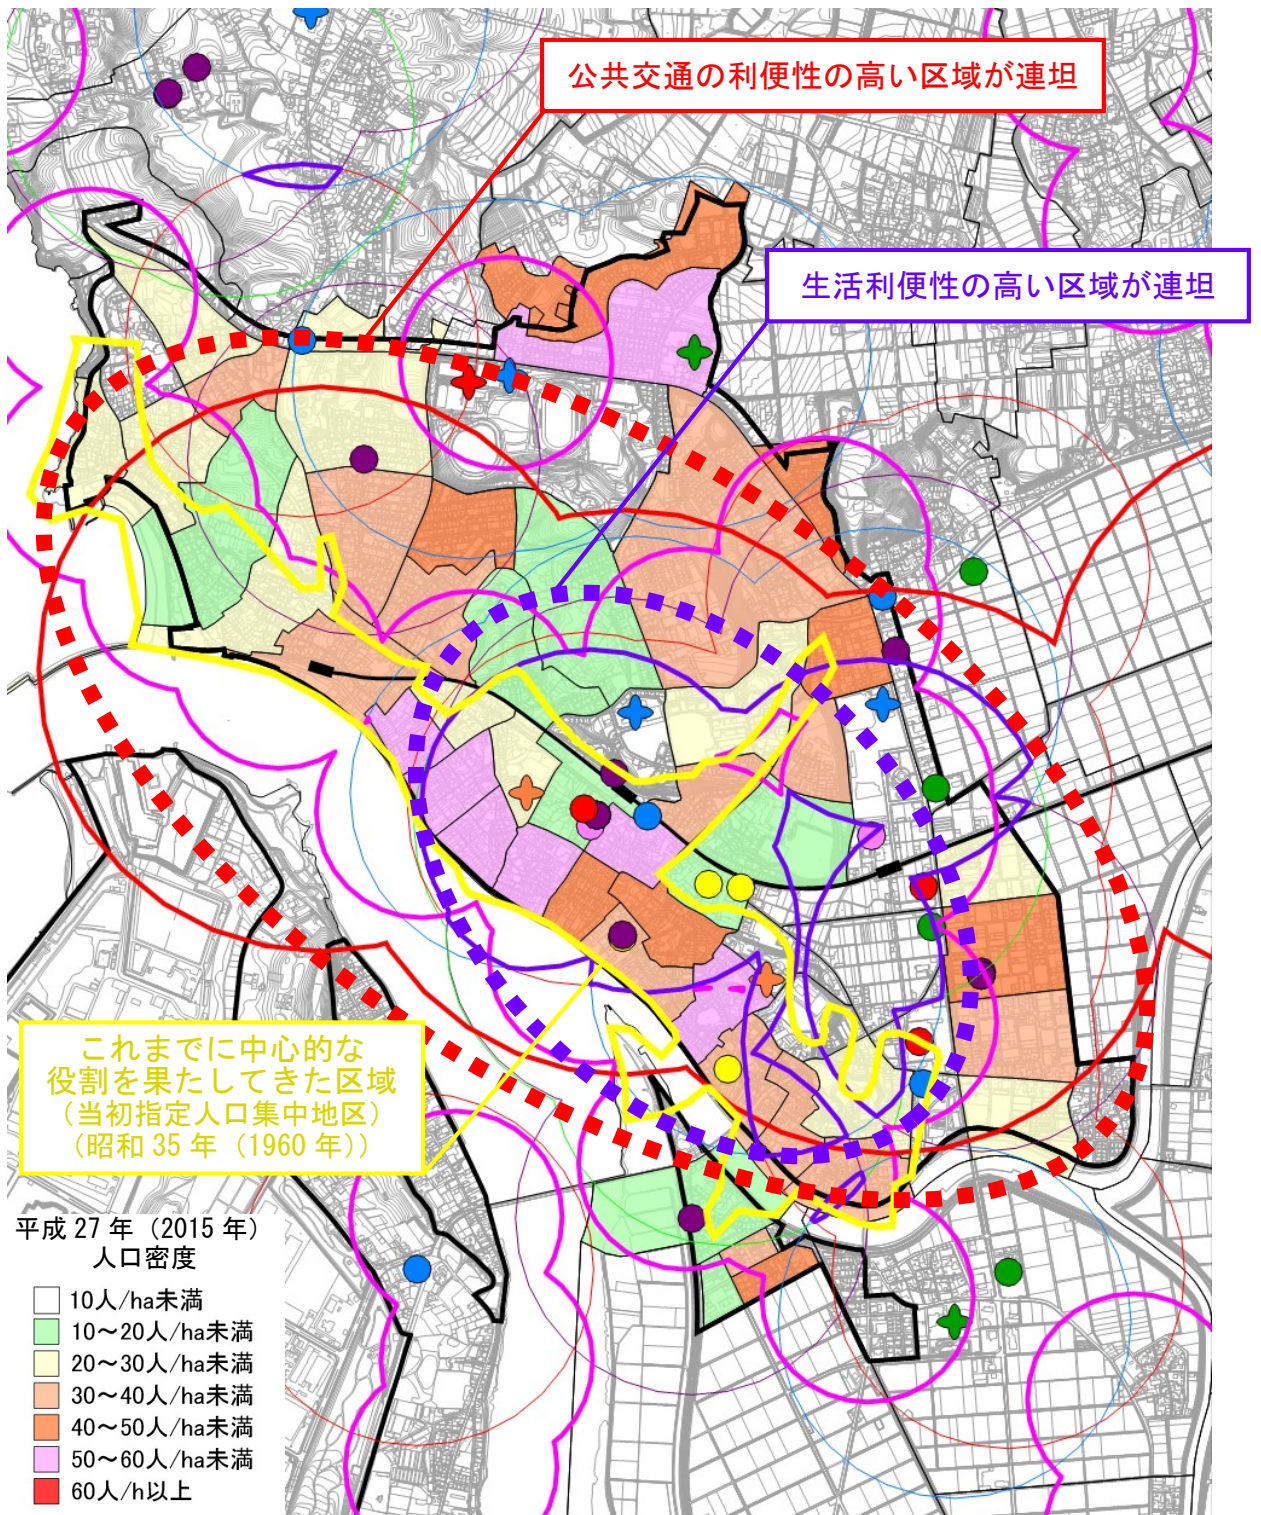 公共交通の利便性の高い区域が連坦
生活利便性の高い区域が連坦
これまでに中心的な
役割を果たしてきた区域
（当初指定人口集中地区）
（昭和 35 年（1960 年））
平成 27 年（2015 年）
人口密度
10人/ha未満
10～20人/ha未満
20～30人/ha未満
30～40人/ha未満
40～50人/ha未満
50～60人/ha未満
60人/h以上